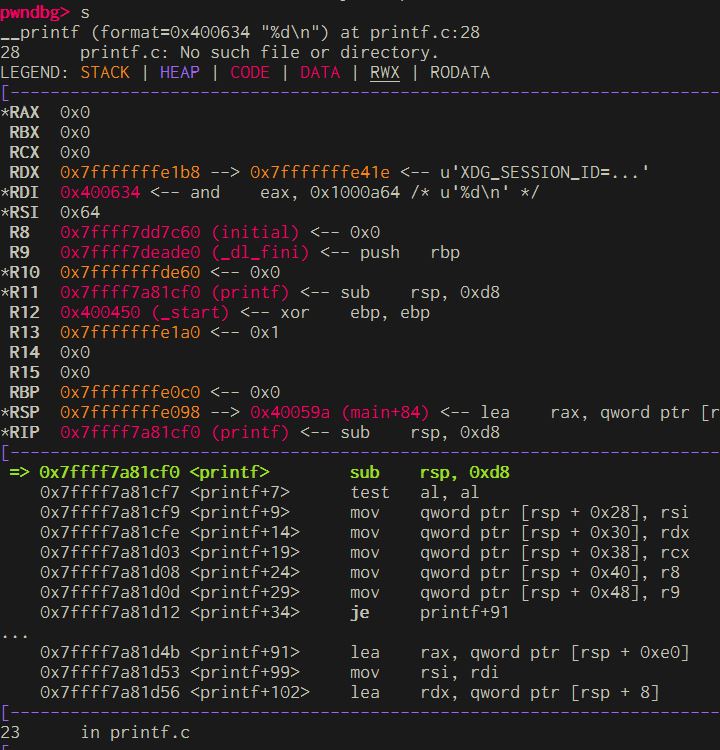 pwndbg> s
__printf (format=0x400634 "%d\n") at printf.c:28
28      printf.c: No such file or directory.
LEGEND: STACK | HEAP | CODE | DATA | RWX | RODATA
[-----------------------------------------------------------------------
*RAX  0x0
 RBX  0x0
 RCX  0x0
 RDX  0x7fffffffe1b8 --> 0x7fffffffe41e <-- u'XDG_SESSION_ID=...'
*RDI  0x400634 <-- and    eax, 0x1000a64 /* u'%d\n' */
*RSI  0x64
 R8   0x7ffff7dd7c60 (initial) <-- 0x0
 R9   0x7ffff7deade0 (_dl_fini) <-- push   rbp
*R10  0x7fffffffde60 <-- 0x0
*R11  0x7ffff7a81cf0 (printf) <-- sub    rsp, 0xd8
 R12  0x400450 (_start) <-- xor    ebp, ebp
 R13  0x7fffffffe1a0 <-- 0x1
 R14  0x0
 R15  0x0
 RBP  0x7fffffffe0c0 <-- 0x0
*RSP  0x7fffffffe098 --> 0x40059a (main+84) <-- lea    rax, qword ptr [r
*RIP  0x7ffff7a81cf0 (printf) <-- sub    rsp, 0xd8
[-----------------------------------------------------------------------
 => 0x7ffff7a81cf0 <printf>        sub    rsp, 0xd8
    0x7ffff7a81cf7 <printf+7>      test   al, al
    0x7ffff7a81cf9 <printf+9>      mov    qword ptr [rsp + 0x28], rsi
    0x7ffff7a81cfe <printf+14>     mov    qword ptr [rsp + 0x30], rdx
    0x7ffff7a81d03 <printf+19>     mov    qword ptr [rsp + 0x38], rcx
    0x7ffff7a81d08 <printf+24>     mov    qword ptr [rsp + 0x40], r8
    0x7ffff7a81d0d <printf+29>     mov    qword ptr [rsp + 0x48], r9
    0x7ffff7a81d12 <printf+34>     je     printf+91
...
    0x7ffff7a81d4b <printf+91>     lea    rax, qword ptr [rsp + 0xe0]
    0x7ffff7a81d53 <printf+99>     mov    rsi, rdi
    0x7ffff7a81d56 <printf+102>    lea    rdx, qword ptr [rsp + 8]
[-----------------------------------------------------------------------
23      in printf.c